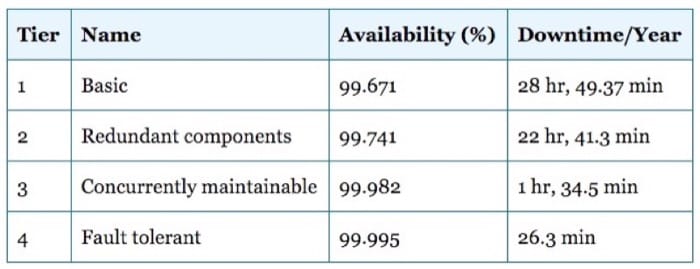 Tier Name Availability (%) Downtime/Year
1 Basic 99.671 28 hr, 49.37 min
2 Redundant components 99.741 22 hr, 41.3 min
3 Concurrently maintainable 99.982 1 hr, 34.5 min
4 Fault tolerant 99.995 26.3 min